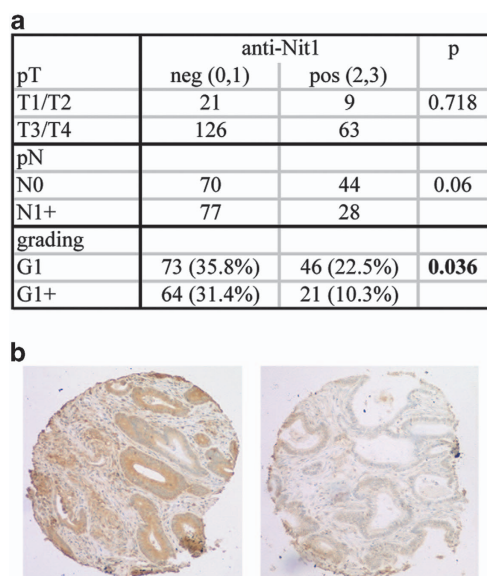 a
anti-Nit1 p
pT neg (0,1) pos (2,3)
T1/T2 21 9 0.718
T3/T4 126 63
pN
N0 70 44 0.06
N1+ 77 28
grading
G1 73 (35.8%) 46 (22.5%) 0.036
G1+ 64 (31.4%) 21 (10.3%)
b